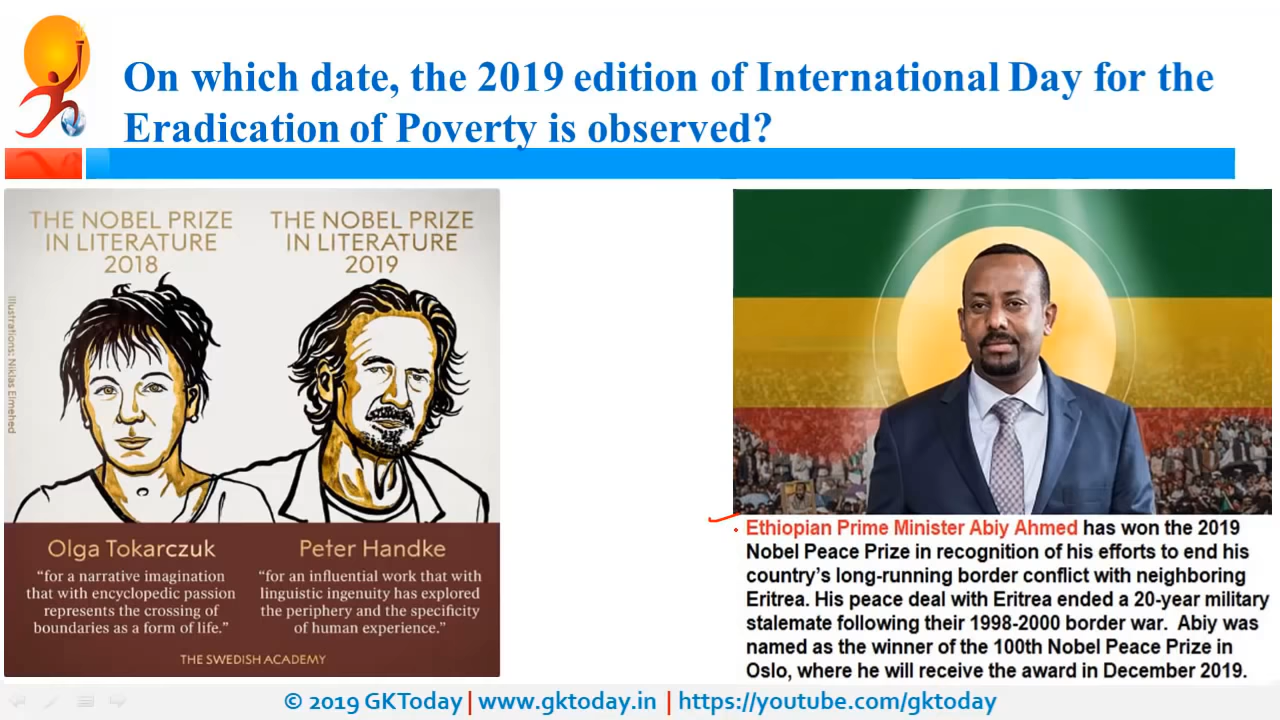 On which date, the 2019 edition of International Day for the
Eradication of Poverty is observed?
THE NOBEL PRIZE
IN LITERATURE
2018
THE NOBEL PRIZE
IN LITERATURE
2019
Illustrations: Niklas Elmehed
Olga Tokarczuk
"for a narrative imagination
that with encyclopedic passion
represents the crossing of
boundaries as a form of life."
Peter Handke
"for an influential work that with
linguistic ingenuity has explored
the periphery and the specificity
of human experience."
THE SWEDISH ACADEMY
Ethiopian Prime Minister Abiy Ahmed has won the 2019
Nobel Peace Prize in recognition of his efforts to end his
country's long-running border conflict with neighboring
Eritrea. His peace deal with Eritrea ended a 20-year military
stalemate following their 1998-2000 border war. Abiy was
named as the winner of the 100th Nobel Peace Prize in
Oslo, where he will receive the award in December 2019.
© 2019 GKToday | www.gktoday.in | https://youtube.com/gktoday